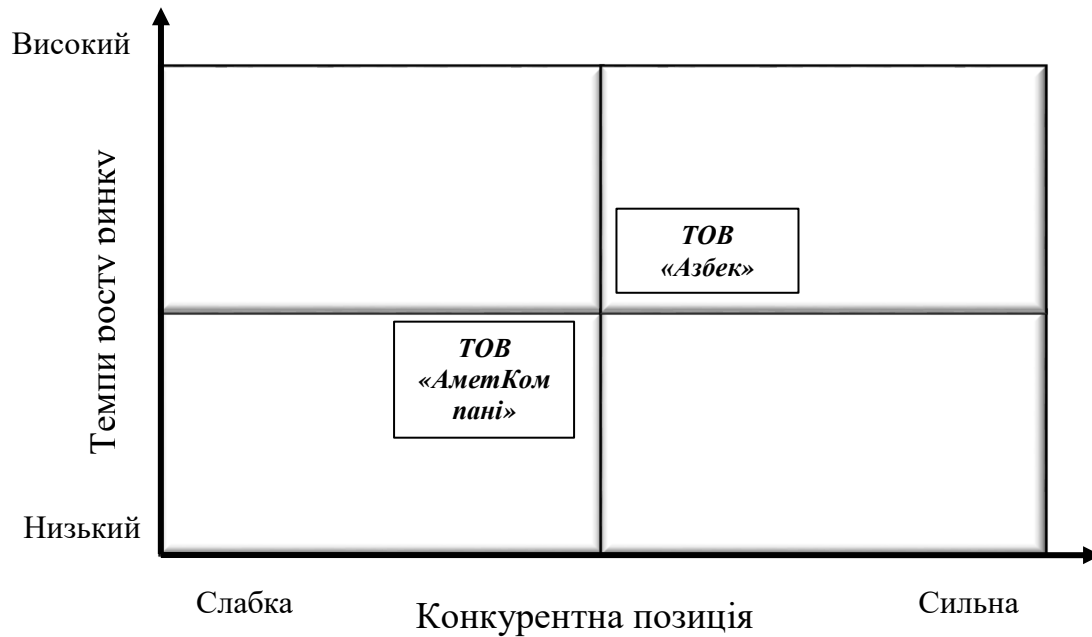 Високий
Темпи росту ринку
ТОВ
«Азбек»
ТОВ
«АметКом
пані»
Низький
Слабка
Конкурентна позиція
Сильна